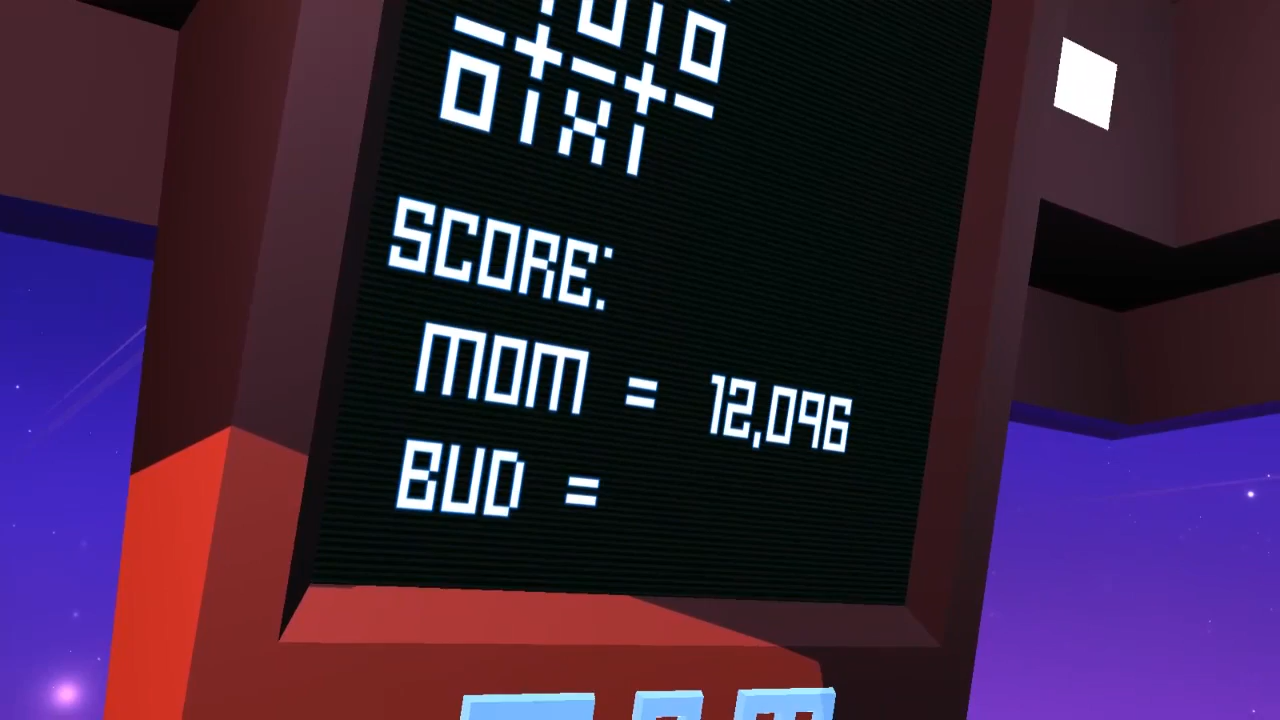 SCORE:
MOM = 12,096
BUD =